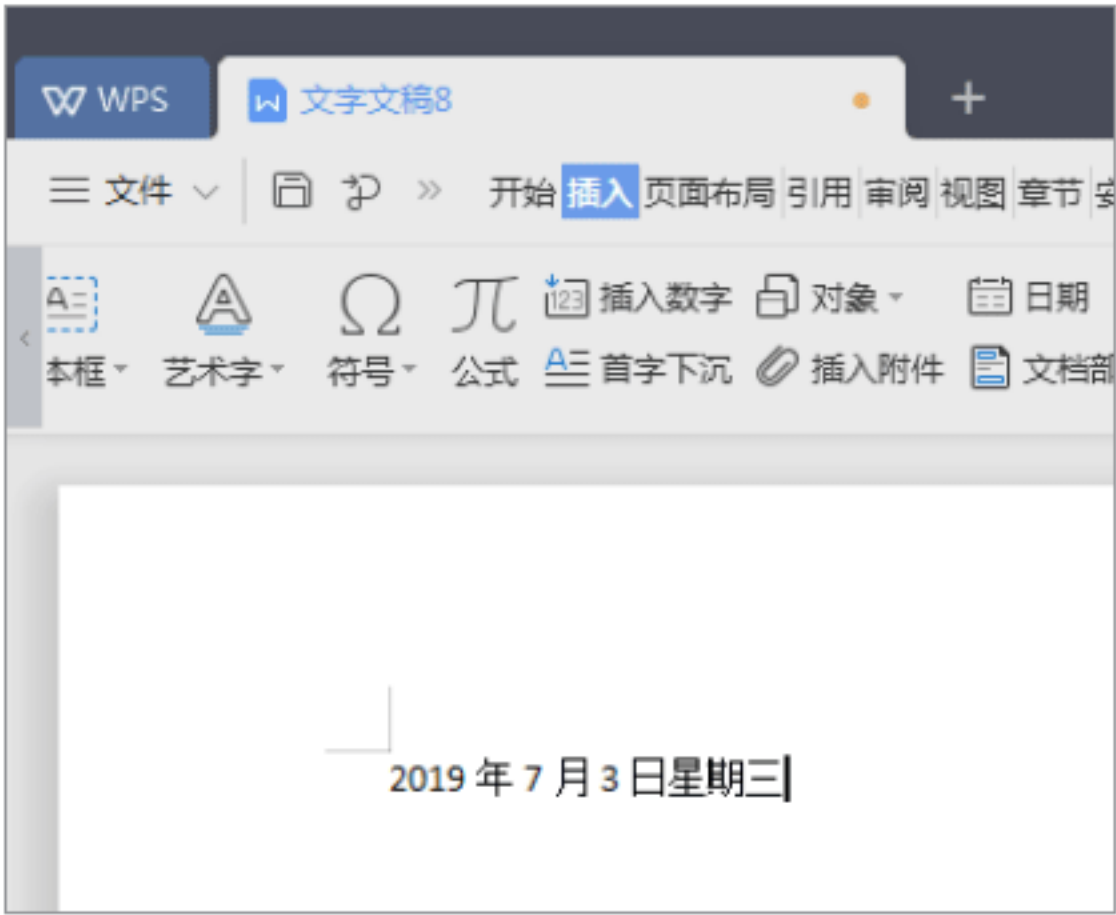 WPS 文字文稿8
文件 开始 插入 页面布局 引用 审阅 视图 章节
插入数字 对象 日期
本框 艺术字 符号 公式 首字下沉 插入附件 文档部
2019 年 7 月 3 日星期三